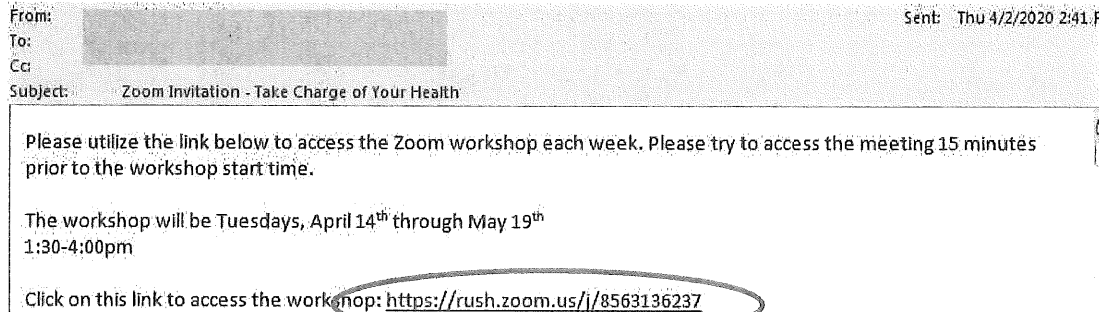 From:
Sent: Thu 4/2/2020 2:41
To:
Cc:
Subject: Zoom Invitation - Take Charge of Your Health
Please utilize the link below to access the Zoom workshop each week. Please try to access the meeting 15 minutes
prior to the workshop start time.
The workshop will be Tuesdays, April 14th through May 19th
1:30-4:00pm
Click on this link to access the workshop: https://rush.zoom.us/j/8563136237